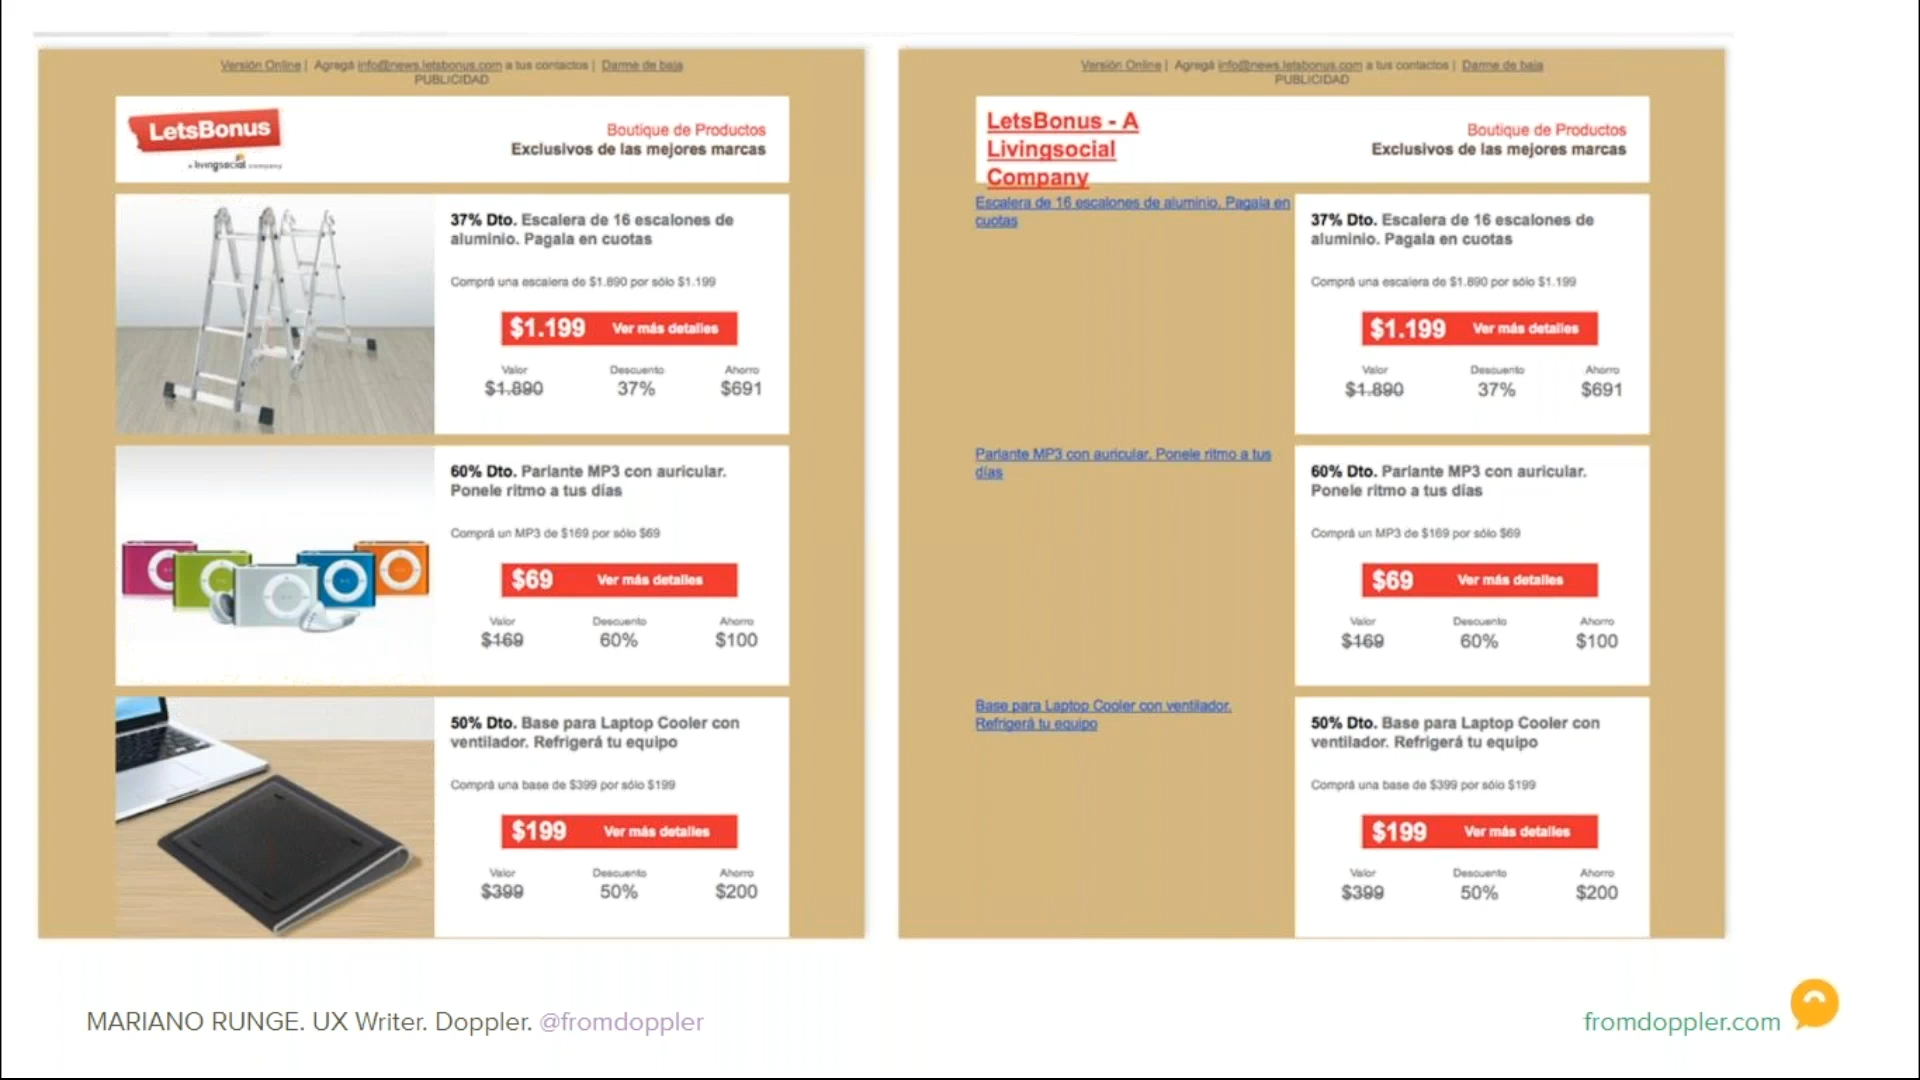 Versión Online | Agregá info@news.letsbonus.com a tus contactos | Darme de baja
PUBLICIDAD
LetsBonus
a livingsocial company
Boutique de Productos
Exclusivos de las mejores marcas
37% Dto. Escalera de 16 escalones de
aluminio. Pagala en cuotas
Comprá una escalera de $1.890 por sólo $1.199
$1.199 Ver más detalles
Valor Descuento Ahorro
$1.890 37% $691
60% Dto. Parlante MP3 con auricular.
Ponele ritmo a tus días
Comprá un MP3 de $169 por sólo $69
$69 Ver más detalles
Valor Descuento Ahorro
$169 60% $100
50% Dto. Base para Laptop Cooler con
ventilador. Refrigerá tu equipo
Comprá una base de $399 por sólo $199
$199 Ver más detalles
Valor Descuento Ahorro
$399 50% $200
Versión Online | Agregá info@news.letsbonus.com a tus contactos | Darme de baja
PUBLICIDAD
LetsBonus - A
Livingsocial
Company
Boutique de Productos
Exclusivos de las mejores marcas
Escalera de 16 escalones de aluminio. Pagala en
cuotas
37% Dto. Escalera de 16 escalones de
aluminio. Pagala en cuotas
Comprá una escalera de $1.890 por sólo $1.199
$1.199 Ver más detalles
Valor Descuento Ahorro
$1.890 37% $691
Parlante MP3 con auricular. Ponele ritmo a tus
días
60% Dto. Parlante MP3 con auricular.
Ponele ritmo a tus días
Comprá un MP3 de $169 por sólo $69
$69 Ver más detalles
Valor Descuento Ahorro
$169 60% $100
Base para Laptop Cooler con ventilador.
Refrigerá tu equipo
50% Dto. Base para Laptop Cooler con
ventilador. Refrigerá tu equipo
Comprá una base de $399 por sólo $199
$199 Ver más detalles
Valor Descuento Ahorro
$399 50% $200
MARIANO RUNGE. UX Writer. Doppler. @fromdoppler
fromdoppler.com